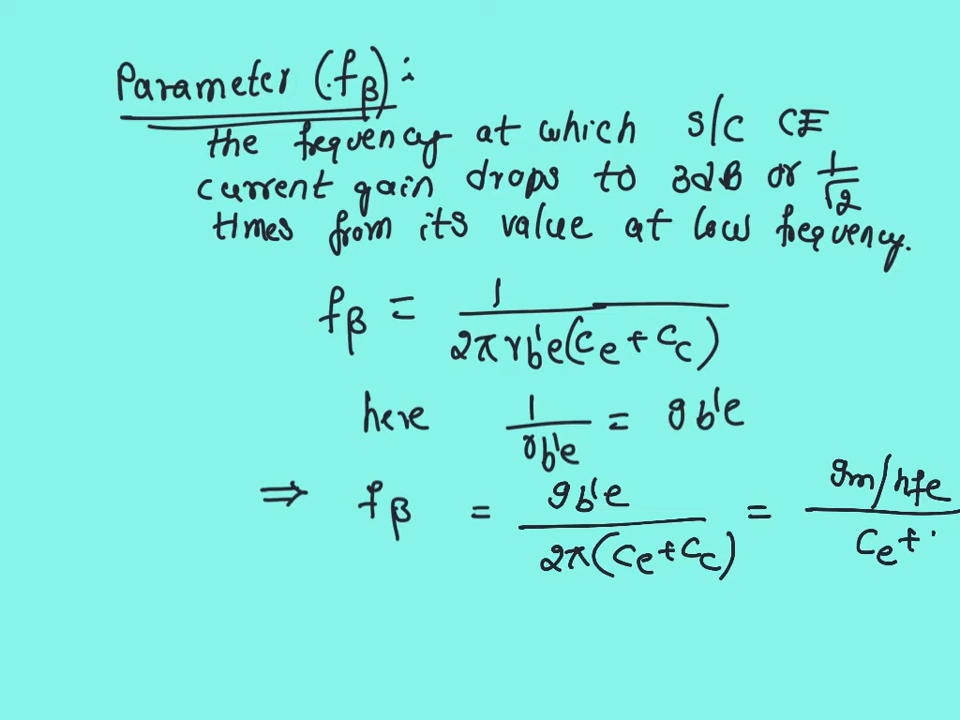 Parameter (fβ) :
the frequency at which S/C CE
current gain drops to 3dB or 1/√2
times from its value at low frequency.
fβ = 1 / 2π rb'e (Ce + Cc)
here 1/rb'e = gb'e
⇒ fβ = gb'e / 2π (Ce + Cc) = gm/hfe / Ce +